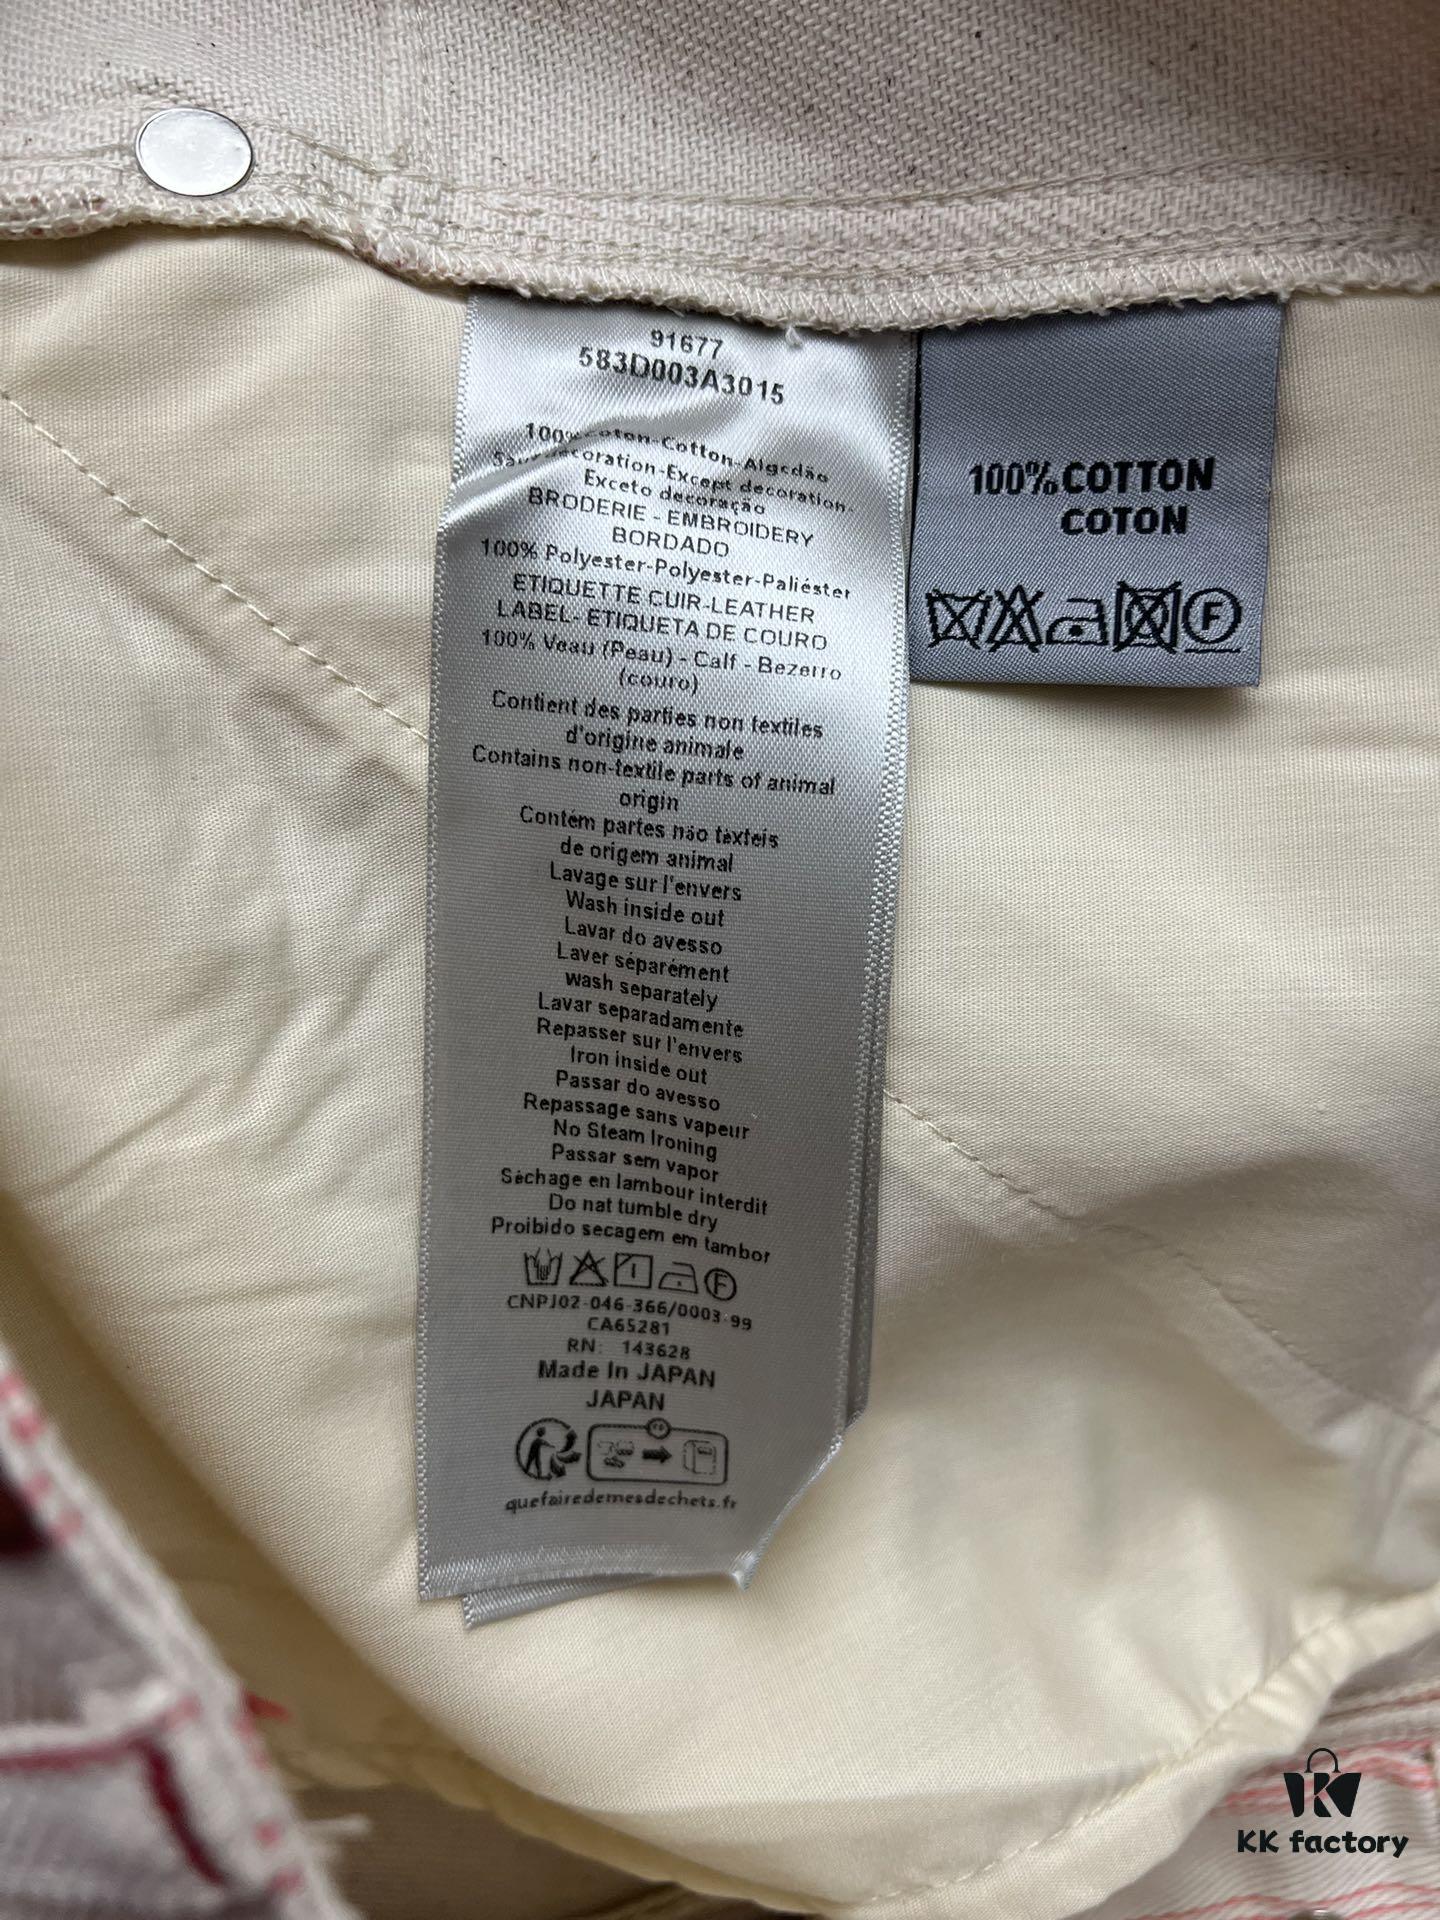 91677
583D003A3015
100% Coton-Cotton-Algcdão
decoration-Except decoration-
Exceto decoração
BRODERIE - EMBROIDERY
BORDADO
100% Polyester-Polyester-Paliéster
ETIQUETTE CUIR-LEATHER
LABEL- ETIQUETA DE COURO
100% Veau (Peau) - Calf - Bezerro
(couro)
Contient des parties non textiles
d'origine animale
Contains non-textile parts of animal
origin
Contém partes não täxteis
de origem animal
Lavage sur l'envers
Wash inside out
Lavar do avesso
Laver séparément
wash separately
Lavar separadamente
Repasser sur l'envers
Iron inside out
Passar do avesso
Repassage sans vapeur
No Steam Ironing
Passar sem vapor
Séchage en lambour interdit
Do nat tumble dry
Proibido secagem em tambor
F
CNPJ02-046-366/0003-99
CA65281
RN: 143628
Made In JAPAN
JAPAN
quefairedemesdechets.fr
100% COTTON
COTON
F
KK factory